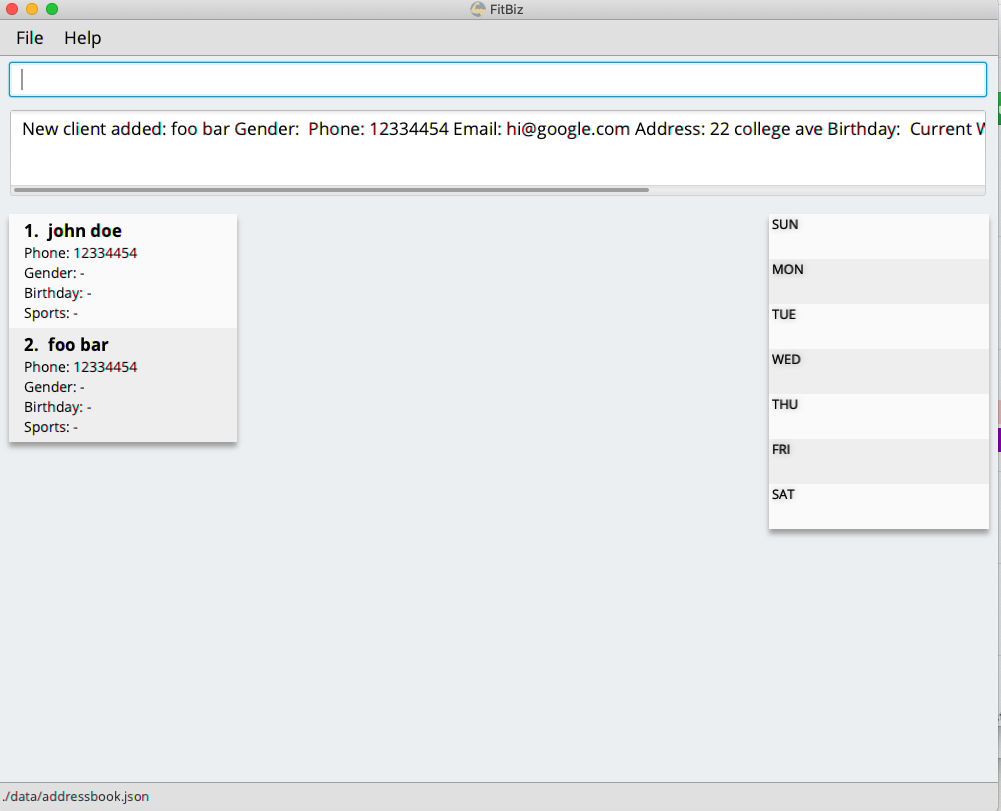 FitBiz
File Help
New client added: foo bar Gender:  Phone: 12334454 Email: hi@google.com Address: 22 college ave Birthday:  Current
1. john doe
Phone: 12334454
Gender: -
Birthday: -
Sports: -
2. foo bar
Phone: 12334454
Gender: -
Birthday: -
Sports: -
SUN
MON
TUE
WED
THU
FRI
SAT
./data/addressbook.json